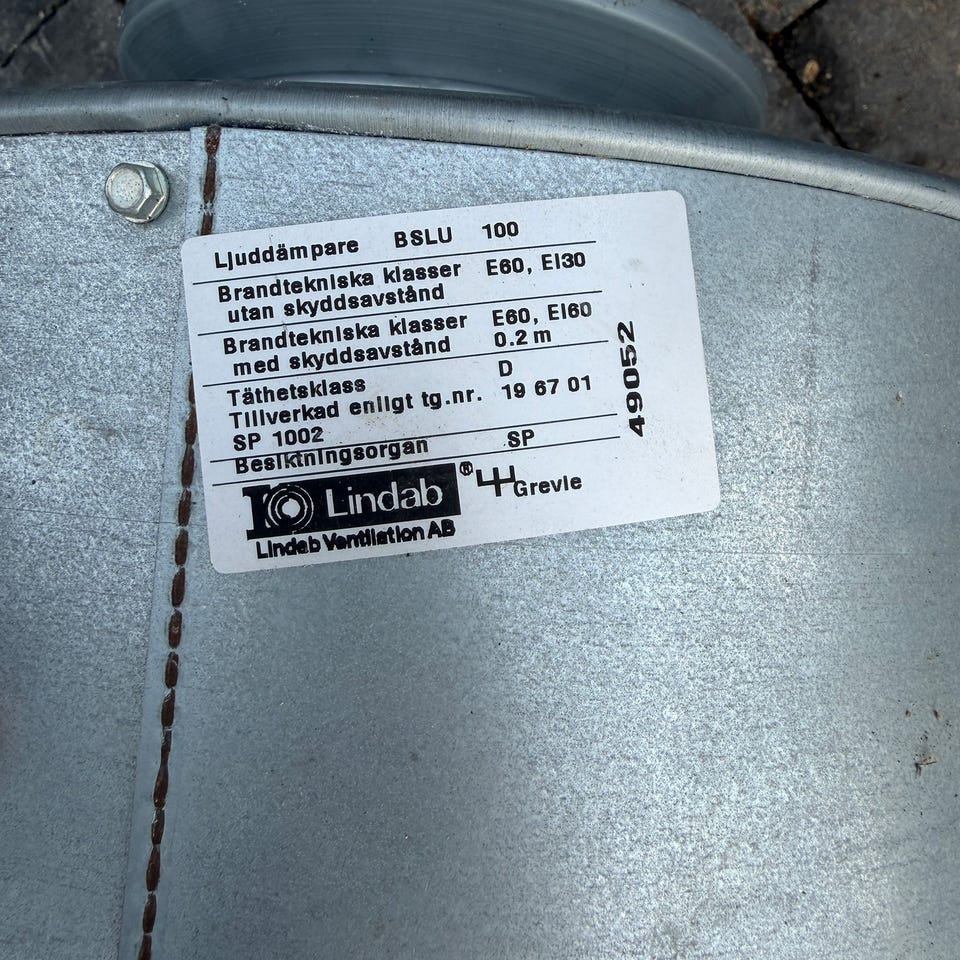 Ljuddämpare BSLU 100
Brandtekniska klasser E60, EI30
utan skyddsavstånd
Brandtekniska klasser E60, EI60
med skyddsavstånd 0.2 m
Täthetsklass D
Tillverkad enligt tg.nr. 19 67 01
SP 1002
Besiktningsorgan SP
Lindab® Grevie
Lindab Ventilation AB
49052